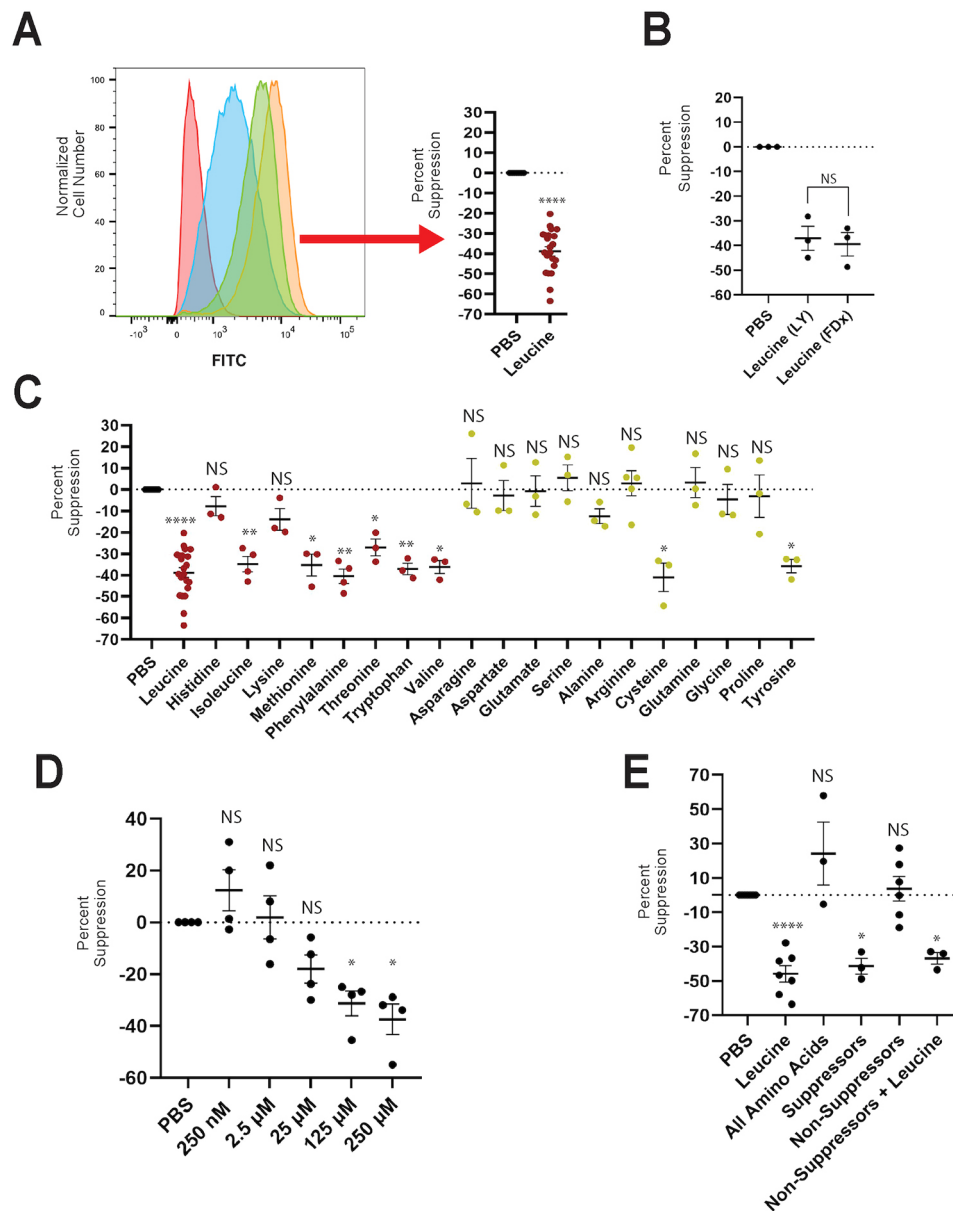 A
Normalized
Cell Number
100
80
60
40
20
0
-10³
0
10³
10⁴
10⁵
FITC
Percent
Suppression
30
20
10
0
-10
-20
-30
-40
-50
-60
-70
****
PBS
Leucine
B
Percent
Suppression
20
0
-20
-40
-60
NS
PBS
Leucine (LY)
Leucine (FDx)
C
Percent
Suppression
30
20
10
0
-10
-20
-30
-40
-50
-60
-70
****
NS
**
NS
*
**
*
**
*
NS
NS
NS
NS
NS
NS
*
NS
NS
NS
*
PBS
Leucine
Histidine
Isoleucine
Lysine
Methionine
Phenylalanine
Threonine
Tryptophan
Valine
Asparagine
Aspartate
Glutamate
Serine
Alanine
Arginine
Cysteine
Glutamine
Glycine
Proline
Tyrosine
D
Percent
Suppression
40
20
0
-20
-40
-60
NS
NS
NS
*
*
PBS
250 nM
2.5 µM
25 µM
125 µM
250 µM
E
Percent
Suppression
70
50
30
10
-10
-30
-50
-70
****
NS
*
NS
*
PBS
Leucine
All Amino Acids
Suppressors
Non-Suppressors
Non-Suppressors + Leucine